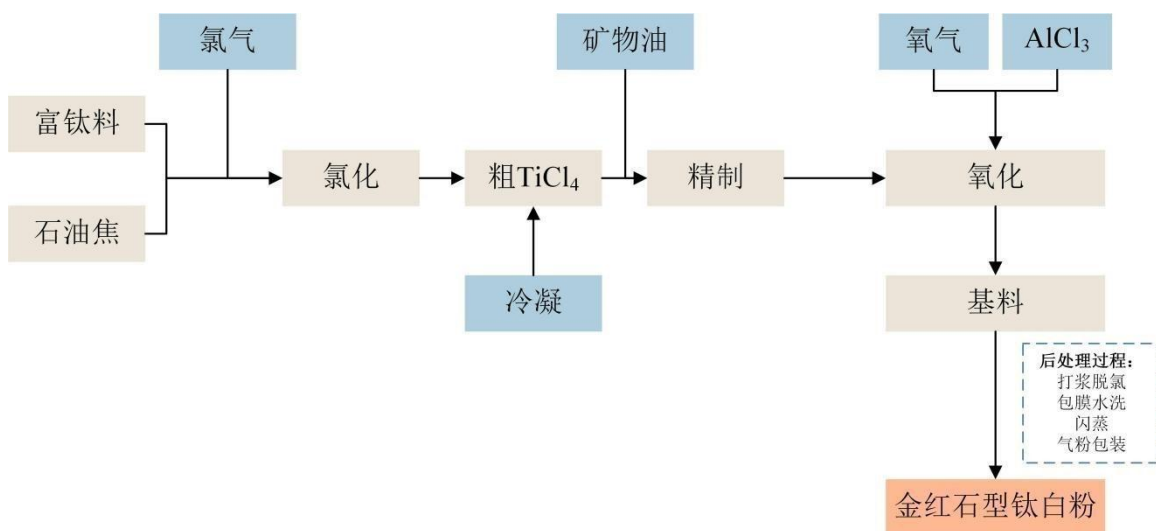 氯气
矿物油
氧气
AlCl₃
富钛料
石油焦
氯化
粗TiCl₄
精制
氧化
冷凝
基料
后处理过程：
打浆脱氯
包膜水洗
闪蒸
气粉包装
金红石型钛白粉